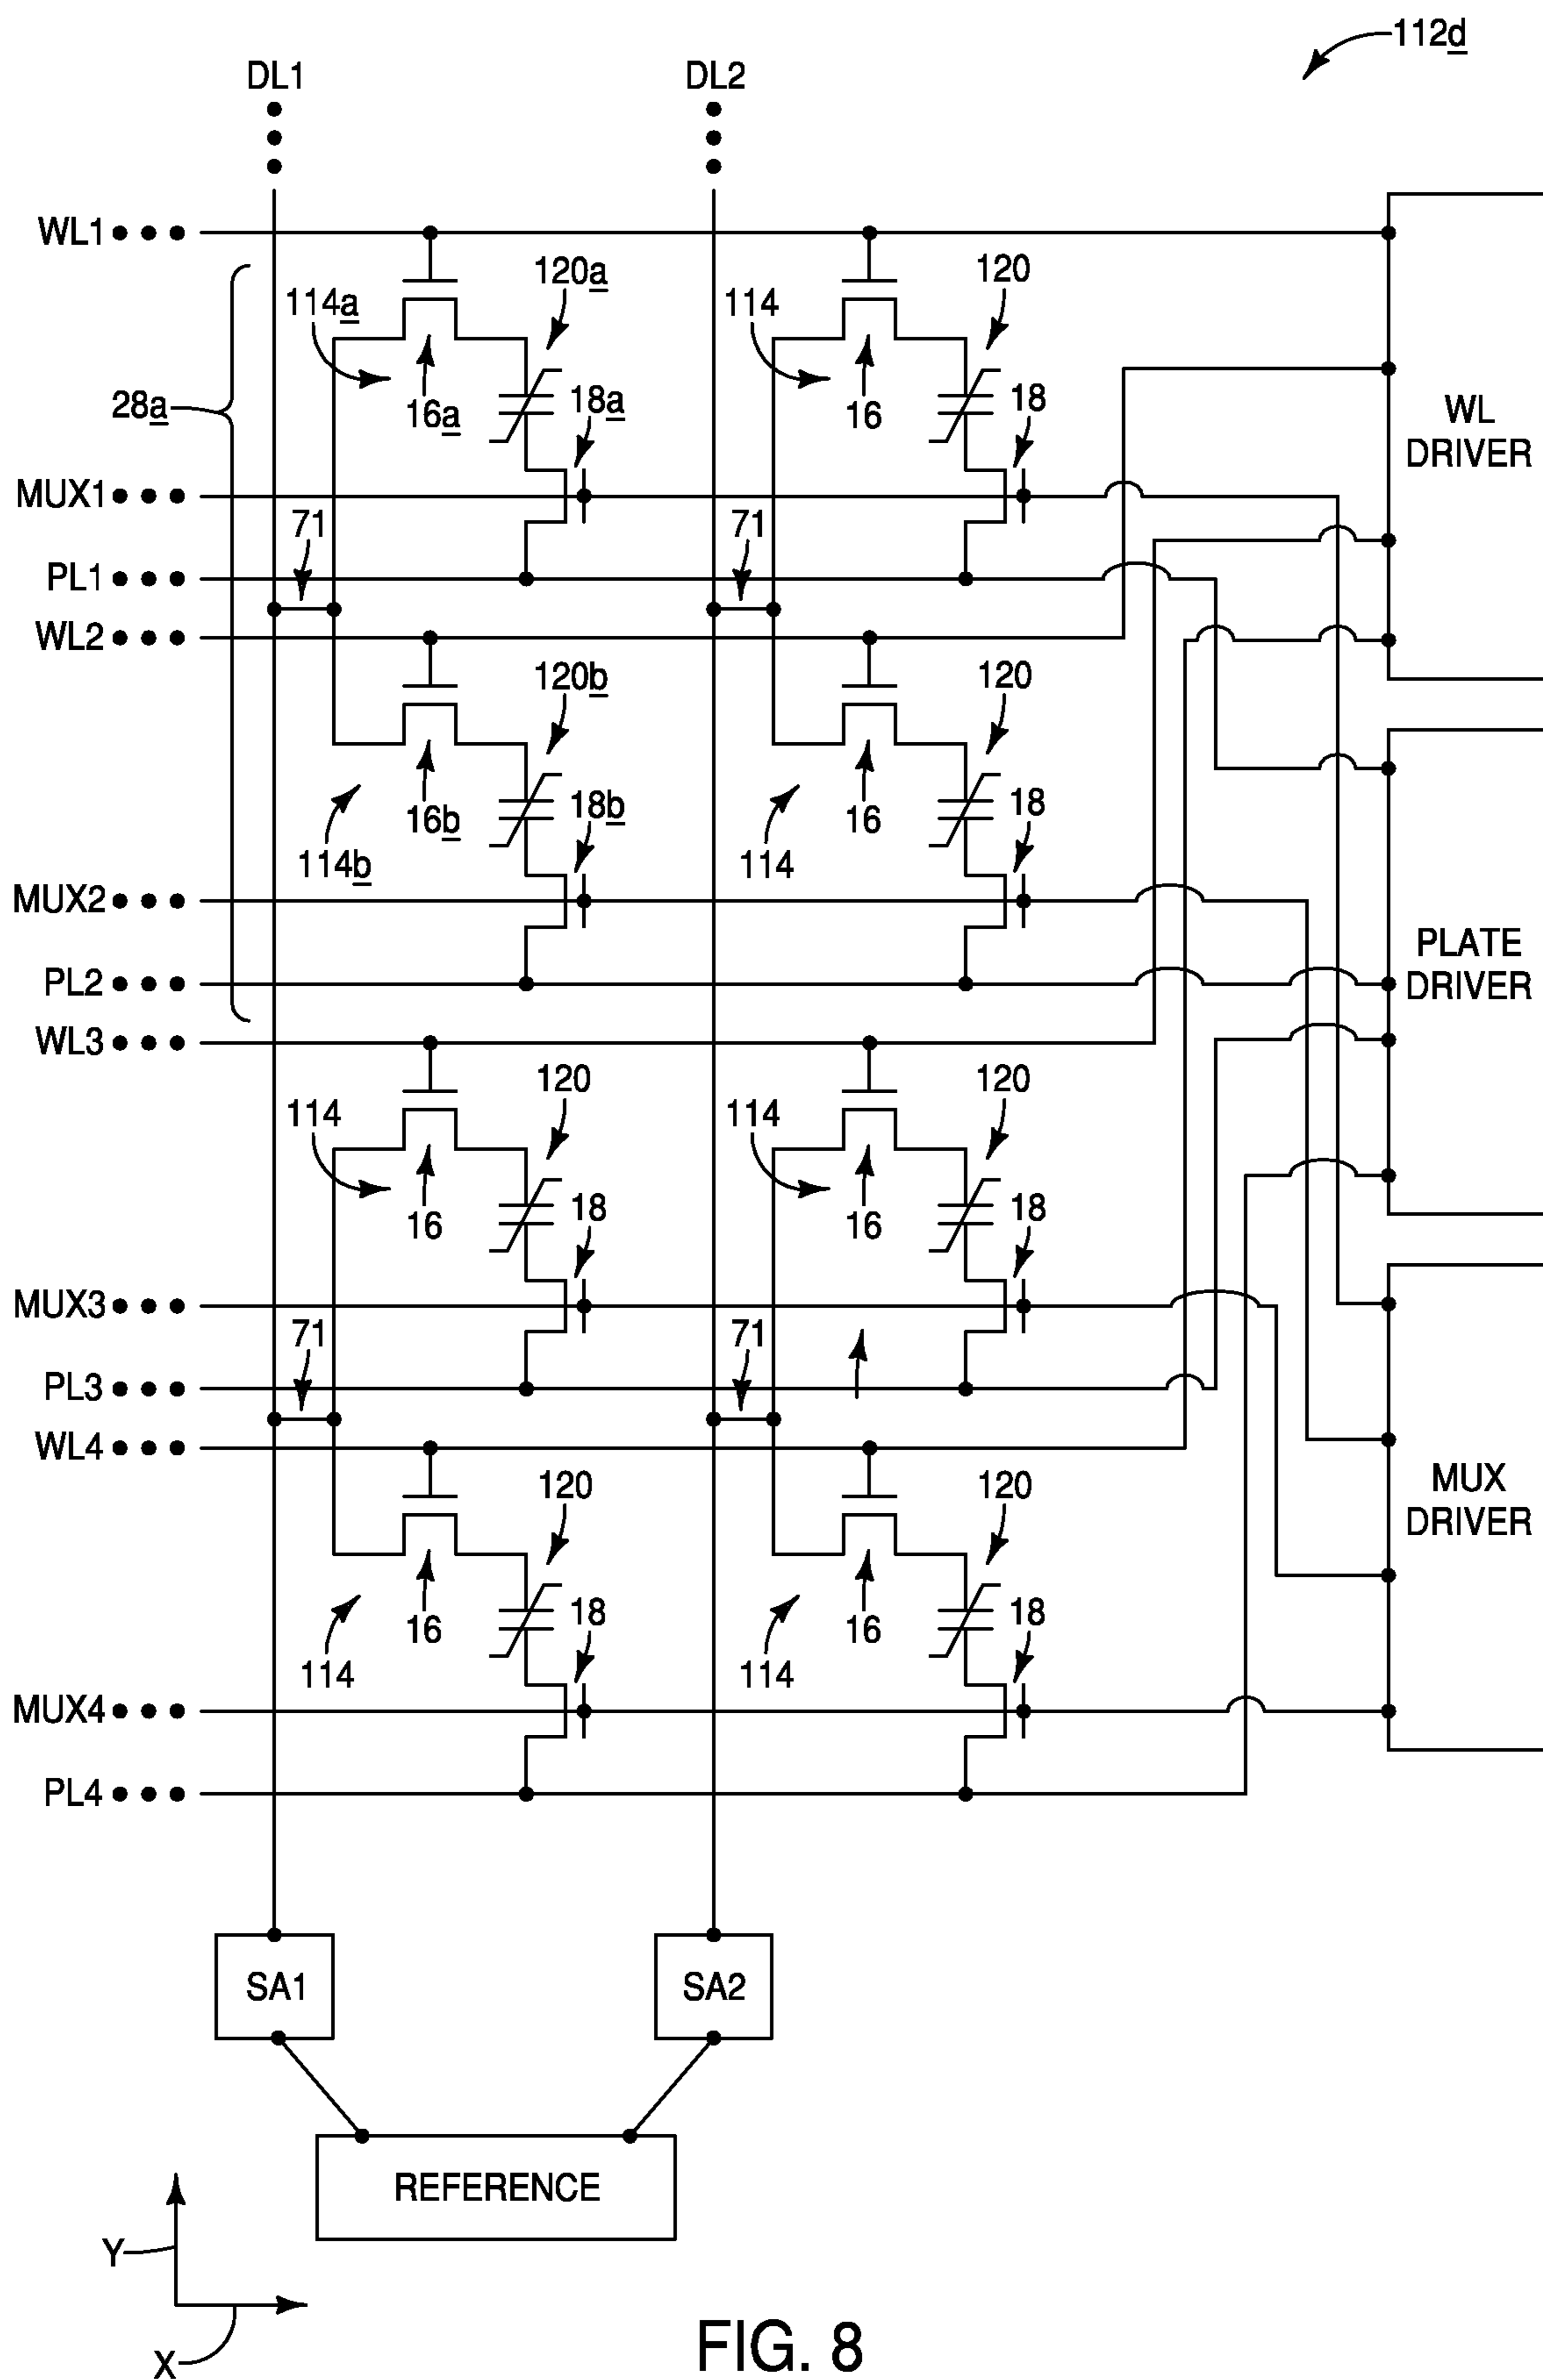 112d
DL1 DL2
WL1
120a 120
114a 114
28a 16a 18a 16 18
WL
DRIVER
MUX1
71 71
PL1
WL2
120b 120
16b 18b 16 18
114b 114
MUX2
PLATE
DRIVER
PL2
WL3
120 120
114 114
16 18 16 18
MUX3
71 71
PL3
WL4
MUX
DRIVER
120 120
16 18 16 18
114 114
MUX4
PL4
SA1 SA2
REFERENCE
Y
X
FIG. 8